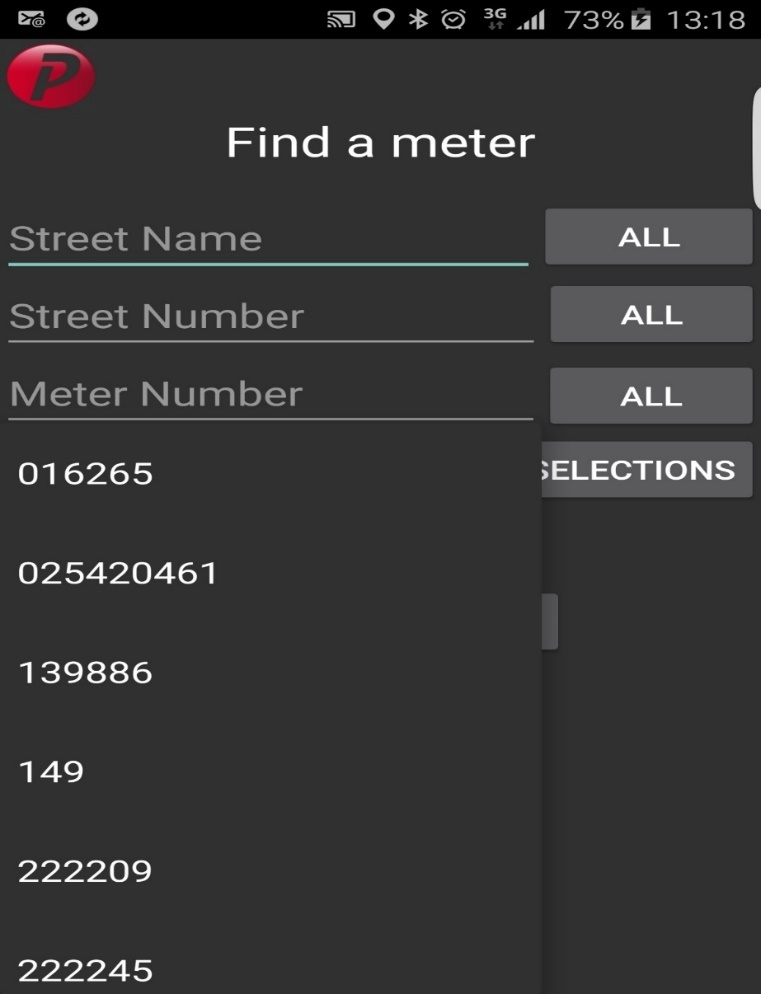 3G 73% 13:18
P
Find a meter
Street Name ALL
Street Number ALL
Meter Number ALL
SELECTIONS
016265
025420461
139886
149
222209
222245